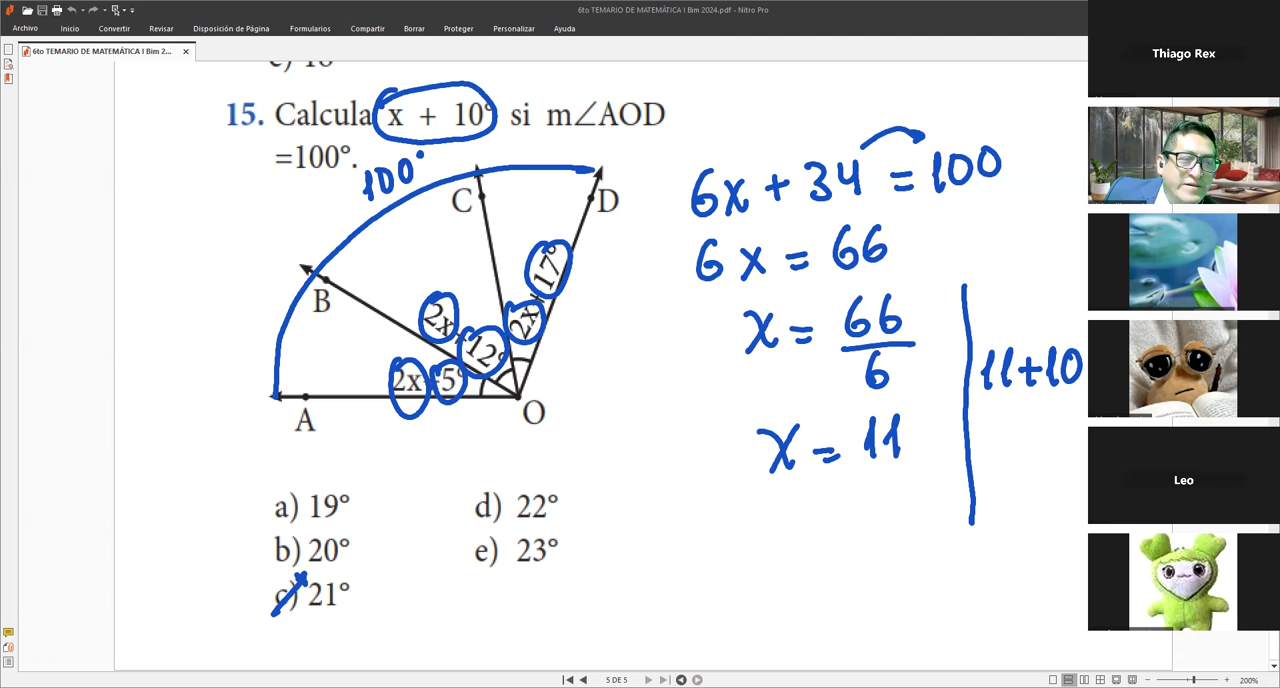 6to TEMARIO DE MATEMÁTICA I Bim 2024.pdf - Nitro Pro
Archivo Inicio Convertir Revisar Disposición de Página Formularios Compartir Borrar Proteger Personalizar Ayuda
6to TEMARIO DE MATEMÁTICA I Bim 2... ×
15. Calcula x + 10° si m∠AOD
=100°.
100°
C
D
B
2x+17°
2x+12°
2x+5°
A
O
a) 19°
b) 20°
c) 21°
d) 22°
e) 23°
6x + 34 = 100
6x = 66
x = 66/6
x = 11
11+10
Thiago Rex
Leo
5 DE 5
200%